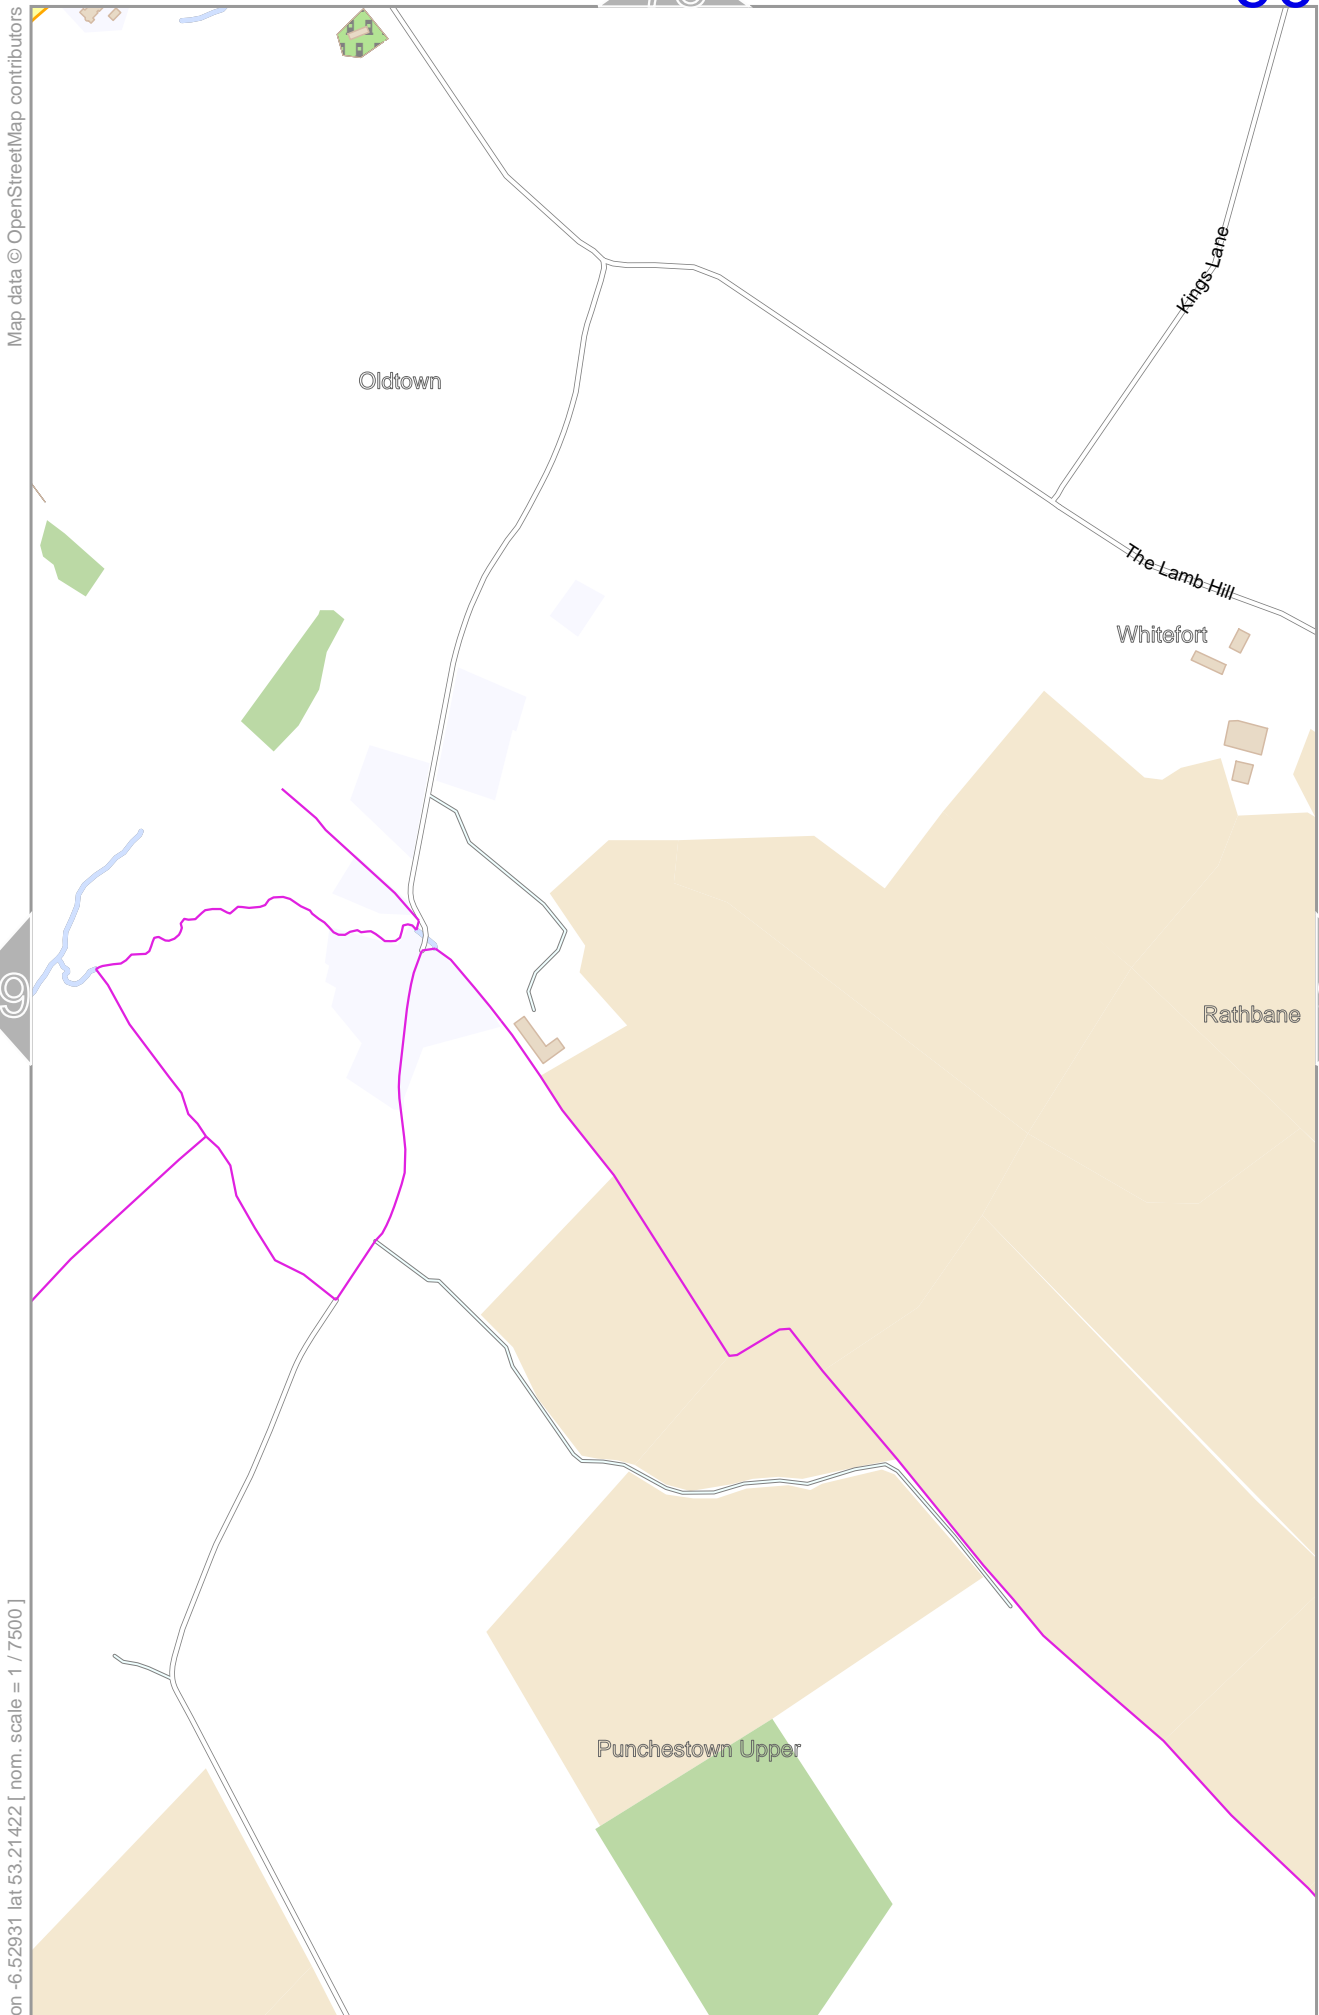 Map data © OpenStreetMap contributors
Kings Lane
Oldtown
The Lamb Hill
Whitefort
9
Rathbane
Punchestown Upper
on -6.52931 lat 53.21422 [ nom. scale = 1 / 7500 ]